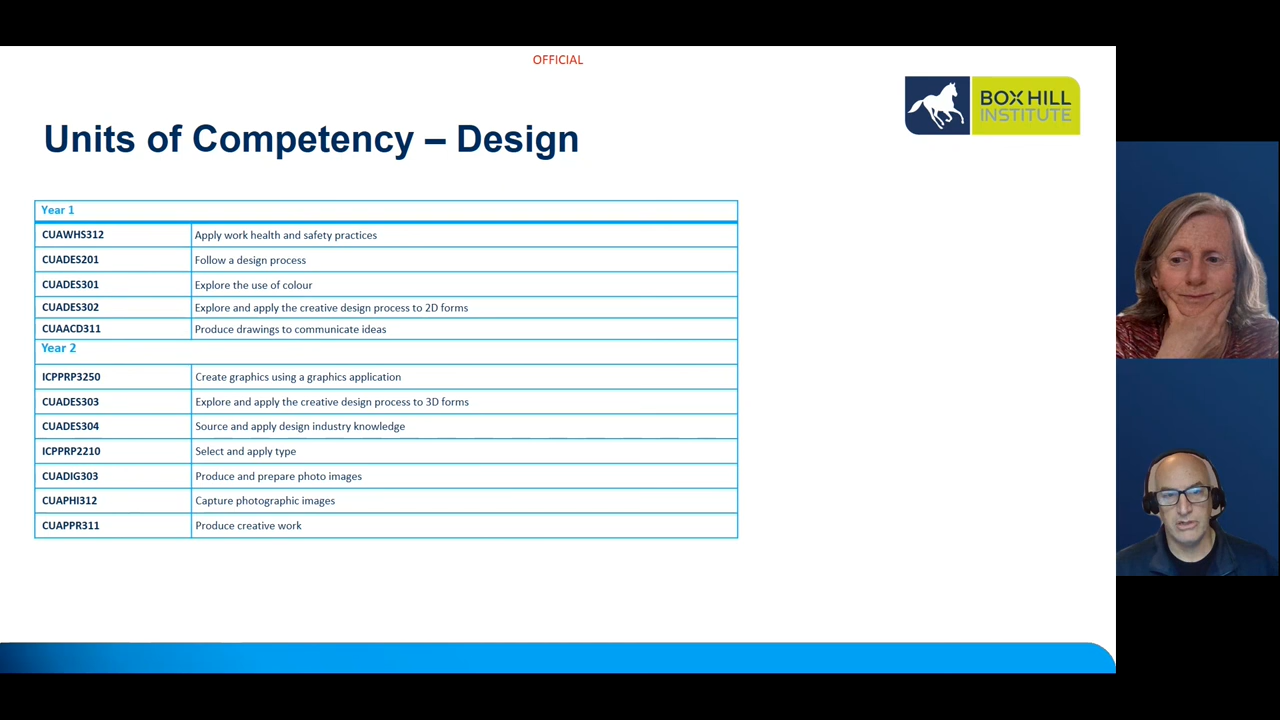 OFFICIAL
BOX HILL
INSTITUTE
Units of Competency – Design
Year 1
CUAWHS312 Apply work health and safety practices
CUADES201 Follow a design process
CUADES301 Explore the use of colour
CUADES302 Explore and apply the creative design process to 2D forms
CUAACD311 Produce drawings to communicate ideas
Year 2
ICPPRP3250 Create graphics using a graphics application
CUADES303 Explore and apply the creative design process to 3D forms
CUADES304 Source and apply design industry knowledge
ICPPRP2210 Select and apply type
CUADIG303 Produce and prepare photo images
CUAPHI312 Capture photographic images
CUAPPR311 Produce creative work